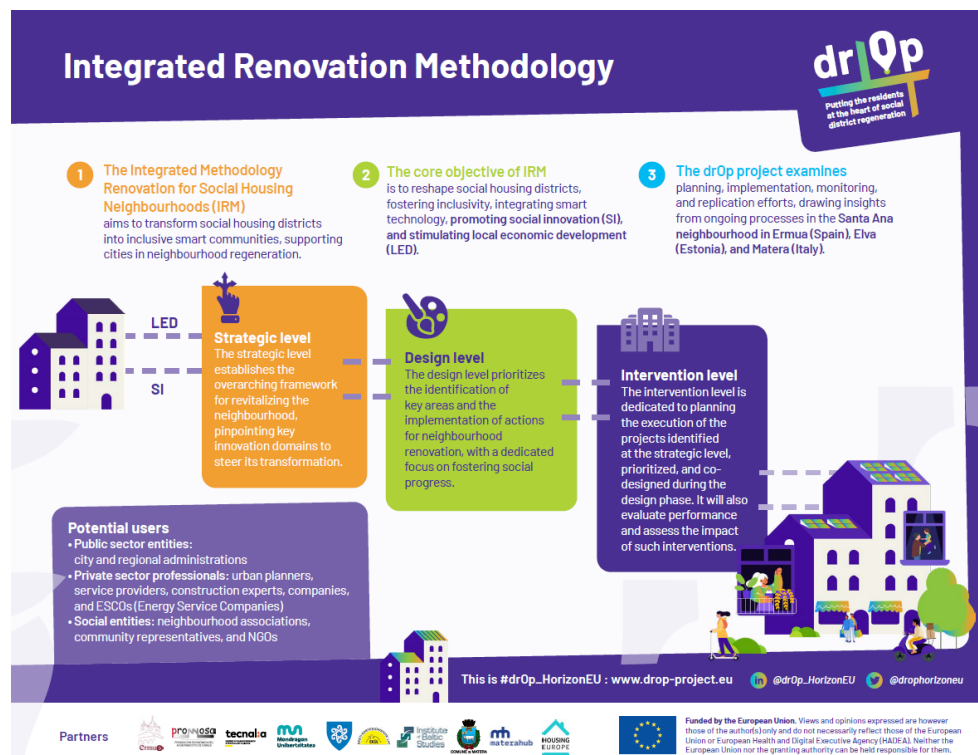 Integrated Renovation Methodology
drOp
Putting the residents
at the heart of social
district regeneration
1
The Integrated Methodology
Renovation for Social Housing
Neighbourhoods (IRM)
aims to transform social housing districts
into inclusive smart communities, supporting
cities in neighbourhood regeneration.
2
The core objective of IRM
is to reshape social housing districts,
fostering inclusivity, integrating smart
technology, promoting social innovation (SI),
and stimulating local economic development
(LED).
3
The drOp project examines
planning, implementation, monitoring,
and replication efforts, drawing insights
from ongoing processes in the Santa Ana
neighbourhood in Ermua (Spain), Elva
(Estonia), and Matera (Italy).
LED
SI
Strategic level
The strategic level
establishes the
overarching framework
for revitalizing the
neighbourhood,
pinpointing key
innovation domains to
steer its transformation.
Design level
The design level prioritizes
the identification of
key areas and the
implementation of actions
for neighbourhood
renovation, with a dedicated
focus on fostering social
progress.
Intervention level
The intervention level is
dedicated to planning
the execution of the
projects identified
at the strategic level,
prioritized, and co-
designed during the
design phase. It will also
evaluate performance
and assess the impact
of such interventions.
Potential users
• Public sector entities:
city and regional administrations
• Private sector professionals: urban planners,
service providers, construction experts, companies,
and ESCOs (Energy Service Companies)
• Social entities: neighbourhood associations,
community representatives, and NGOs
This is #drOp_HorizonEU : www.drop-project.eu
in @drOp_HorizonEU
@drophorizoneu
Partners
Ermua
pronnosa
tecnalia
Mondragon
Unibertsitatea
Institute
of Baltic
Studies
COMUNE DI MATERA
materahub
HOUSING
EUROPE
Funded by the European Union. Views and opinions expressed are however
those of the author(s) only and do not necessarily reflect those of the European
Union or European Health and Digital Executive Agency (HADEA). Neither the
European Union nor the granting authority can be held responsible for them.